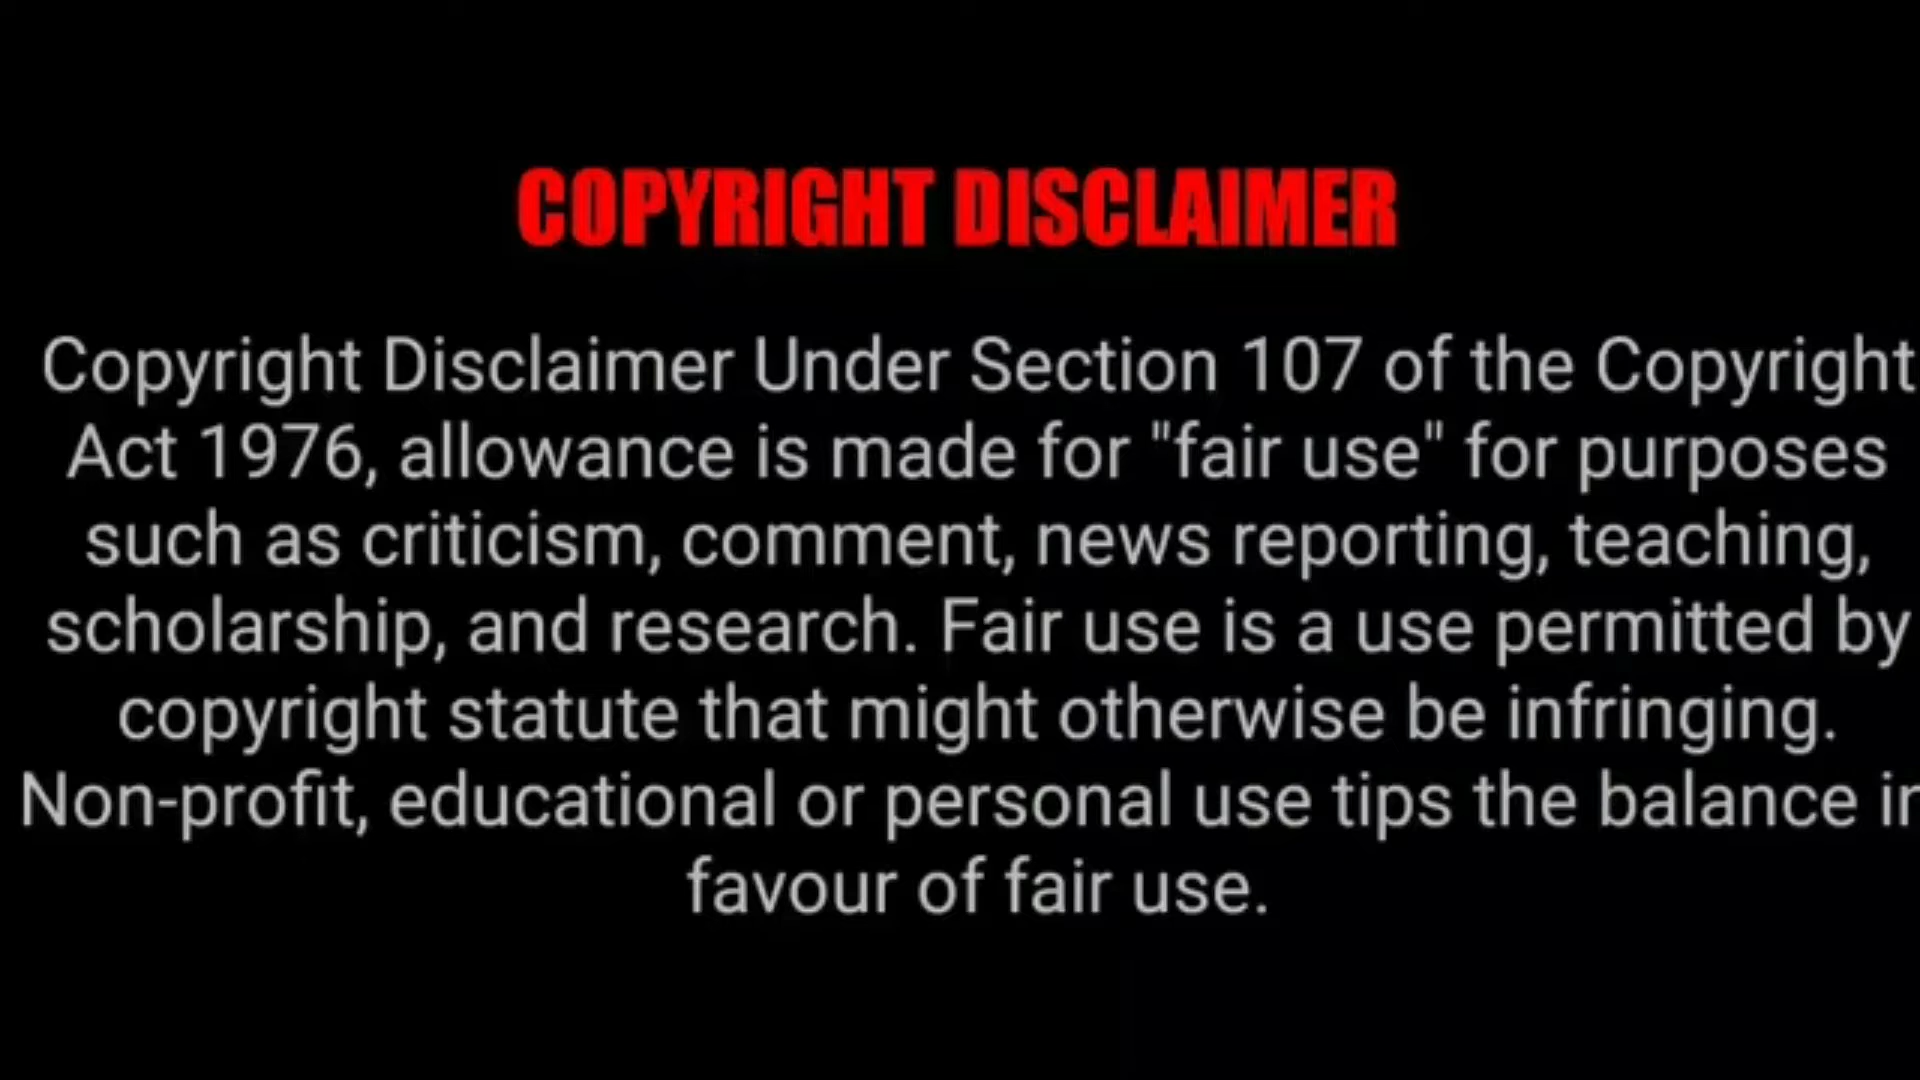 COPYRIGHT DISCLAIMER
Copyright Disclaimer Under Section 107 of the Copyright
Act 1976, allowance is made for "fair use" for purposes
such as criticism, comment, news reporting, teaching,
scholarship, and research. Fair use is a use permitted by
copyright statute that might otherwise be infringing.
Non-profit, educational or personal use tips the balance in
favour of fair use.